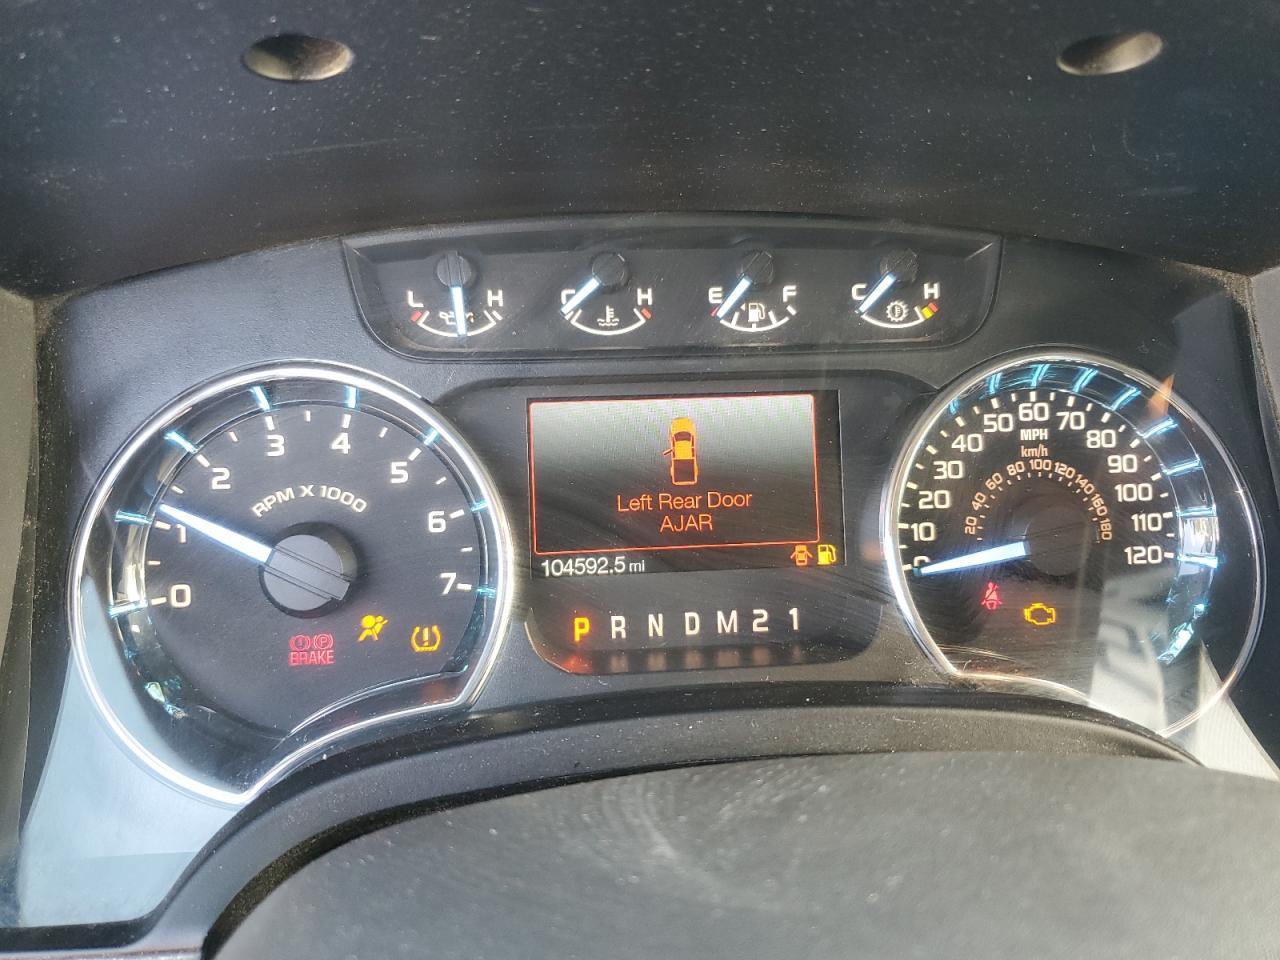 L H
C H
E F
C H
0 1 2 3 4 5 6 7
RPM X 1000
BRAKE
P
Left Rear Door
AJAR
104592.5 mi
P R N D M 2 1
0 10 20 30 40 50 60 70 80 90 100 110 120
MPH
km/h
20 40 60 80 100 120 140 160 180